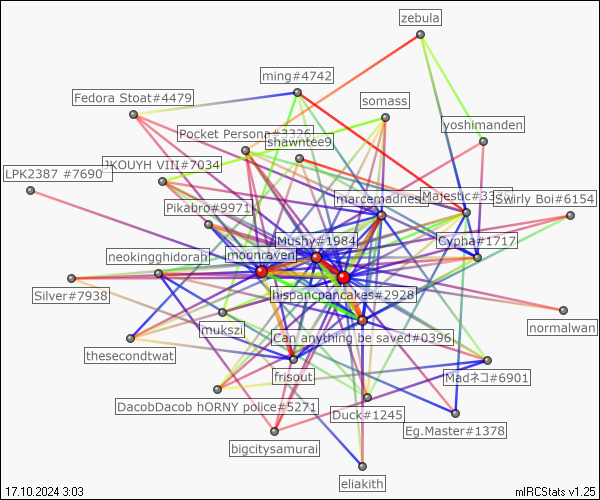 zebula
ming#4742
Fedora Stoat#4479
somass
yoshimanden
Pocket Persona#3326
shawntee9
LPK2387 #7690
JKOUYH VIII#7034
marcemadness
Majestic#33
Swirly Boi#6154
Pikabro#9971
Mushy#1984
Cypha#1717
moonraven
neokingghidorah
hispancpancakes#2928
Silver#7938
mukszi
normalwan
Can anything be saved#0396
thesecondtwat
frisout
Madネコ#6901
DacobDacob hORNY police#5271
Duck#1245
Eg.Master#1378
bigcitysamurai
eliakith
17.10.2024 3:03
mIRCStats v1.25